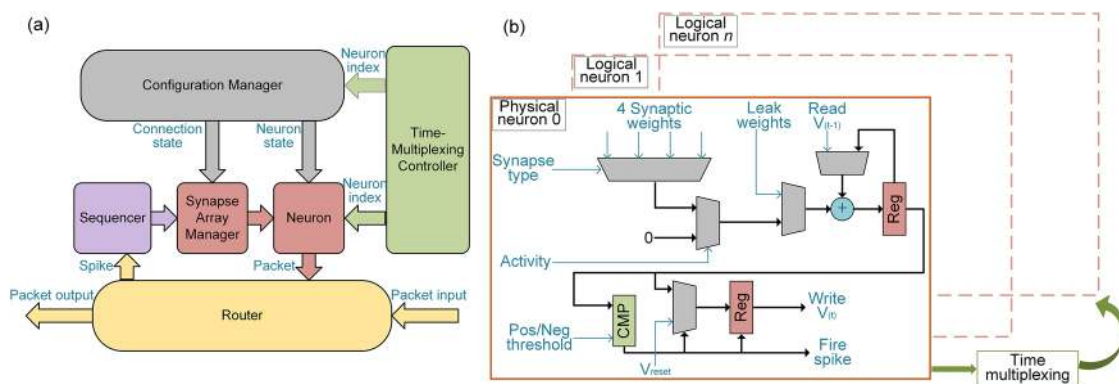 (a)
Configuration Manager
Neuron
index
Connection
state
Neuron
state
Time-
Multiplexing
Controller
Neuron
index
Sequencer
Synapse
Array
Manager
Neuron
Spike
Packet
Packet output
Router
Packet input
(b)
Logical
neuron n
Logical
neuron 1
Physical
neuron 0
4 Synaptic
weights
Leak
weights
Read
V(t-1)
Synapse
type
0
+
Reg
Activity
CMP
Reg
Write
V(t)
Pos/Neg
threshold
Vreset
Fire
spike
Time
multiplexing